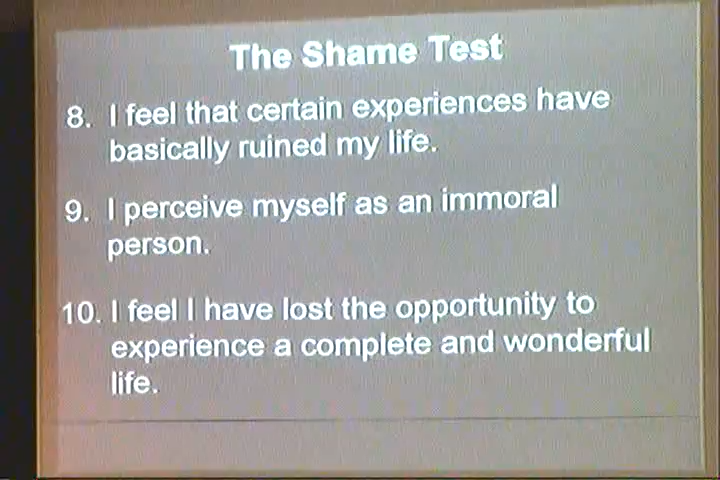 The Shame Test
8. I feel that certain experiences have
basically ruined my life.
9. I perceive myself as an immoral
person.
10. I feel I have lost the opportunity to
experience a complete and wonderful
life.